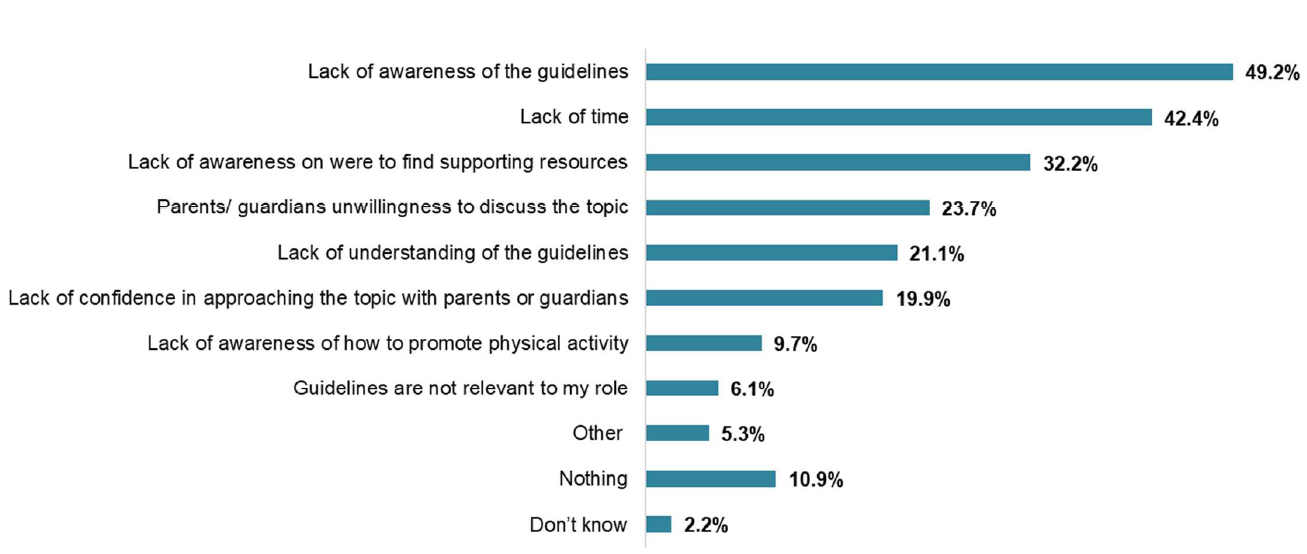 Lack of awareness of the guidelines 49.2%
Lack of time 42.4%
Lack of awareness on were to find supporting resources 32.2%
Parents/ guardians unwillingness to discuss the topic 23.7%
Lack of understanding of the guidelines 21.1%
Lack of confidence in approaching the topic with parents or guardians 19.9%
Lack of awareness of how to promote physical activity 9.7%
Guidelines are not relevant to my role 6.1%
Other 5.3%
Nothing 10.9%
Don’t know 2.2%